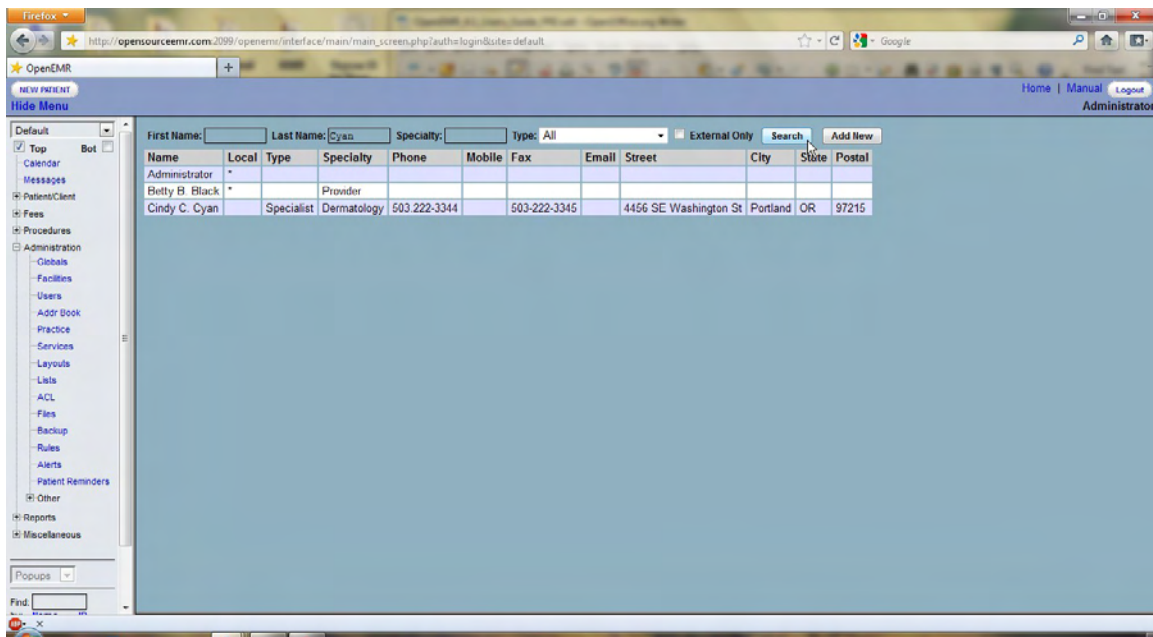 Firefox
http://opensourceemr.com:2099/openemr/interface/main/main_screen.php?auth=login&site=default
Google
OpenEMR
NEW PATIENT
Home | Manual Logout
Hide Menu
Administrator
Default
Top Bot
Calendar
Messages
Patient/Client
Fees
Procedures
Administration
Globals
Facilities
Users
Addr Book
Practice
Services
Layouts
Lists
ACL
Files
Backup
Rules
Alerts
Patient Reminders
Other
Reports
Miscellaneous
Popups
Find:
First Name: Last Name: Cyan Specialty: Type: All External Only Search Add New
Name Local Type Specialty Phone Mobile Fax Email Street City State Postal
Administrator *
Betty B. Black * Provider
Cindy C. Cyan Specialist Dermatology 503.222-3344 503-222-3345 4456 SE Washington St Portland OR 97215